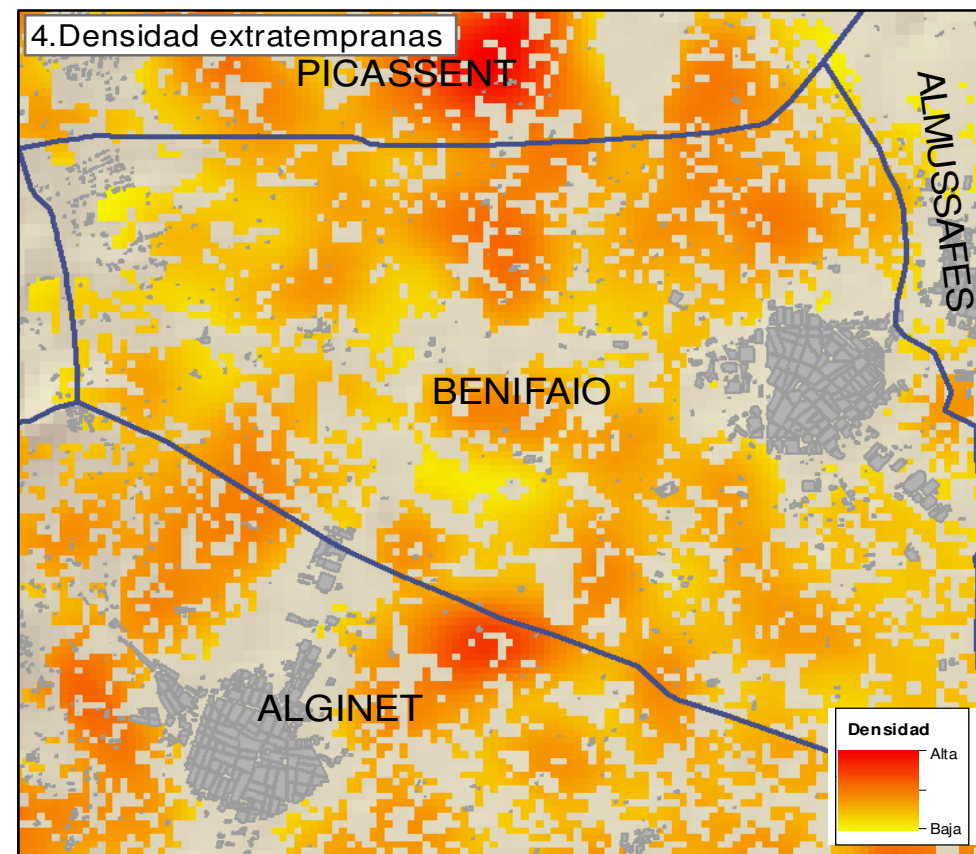 4.Densidad extratempranas
PICASSENT
ALMUSSAFES
BENIFAIO
ALGINET
Densidad
Alta
Baja